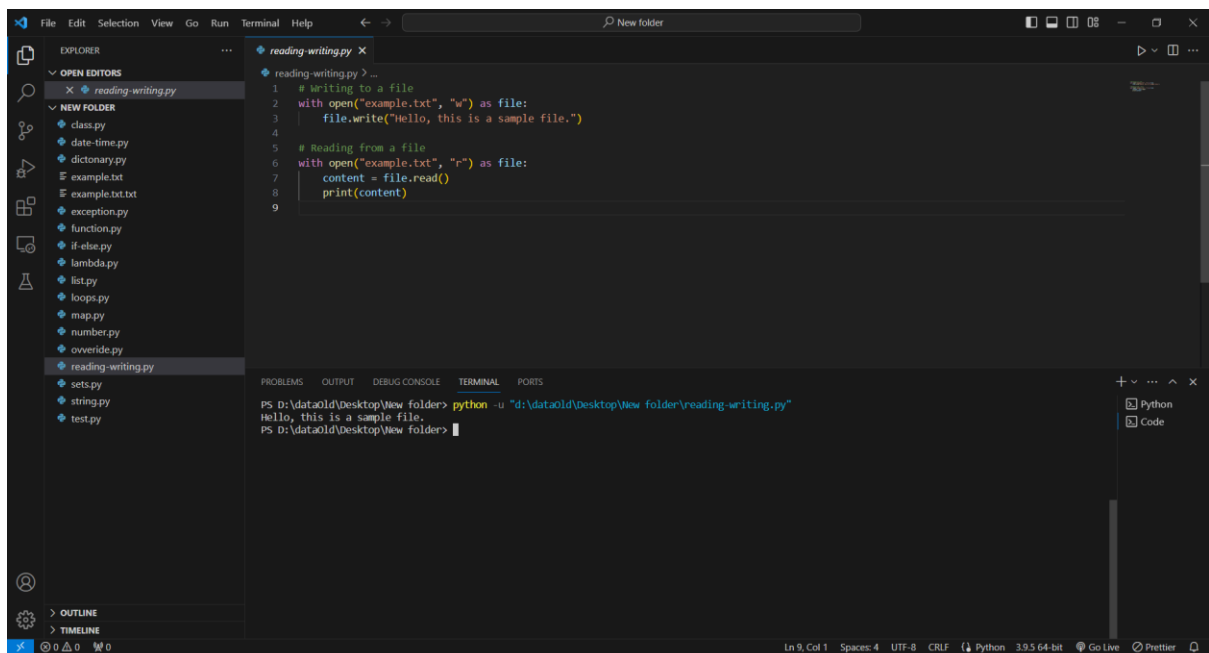 File Edit Selection View Go Run Terminal Help
New folder
EXPLORER
OPEN EDITORS
reading-writing.py
NEW FOLDER
class.py
date-time.py
dictonary.py
example.txt
example.txt.txt
exception.py
function.py
if-else.py
lambda.py
list.py
loops.py
map.py
number.py
ovveride.py
reading-writing.py
sets.py
string.py
test.py
OUTLINE
TIMELINE
reading-writing.py
reading-writing.py > ...
1 # Writing to a file
2 with open("example.txt", "w") as file:
3     file.write("Hello, this is a sample file.")
4
5 # Reading from a file
6 with open("example.txt", "r") as file:
7     content = file.read()
8     print(content)
9
PROBLEMS OUTPUT DEBUG CONSOLE TERMINAL PORTS
PS D:\dataOld\Desktop\New folder> python -u "d:\dataOld\Desktop\New folder\reading-writing.py"
Hello, this is a sample file.
PS D:\dataOld\Desktop\New folder>
Python
Code
0 0 0 Ln 9, Col 1 Spaces: 4 UTF-8 CRLF Python 3.9.5 64-bit Go Live Prettier